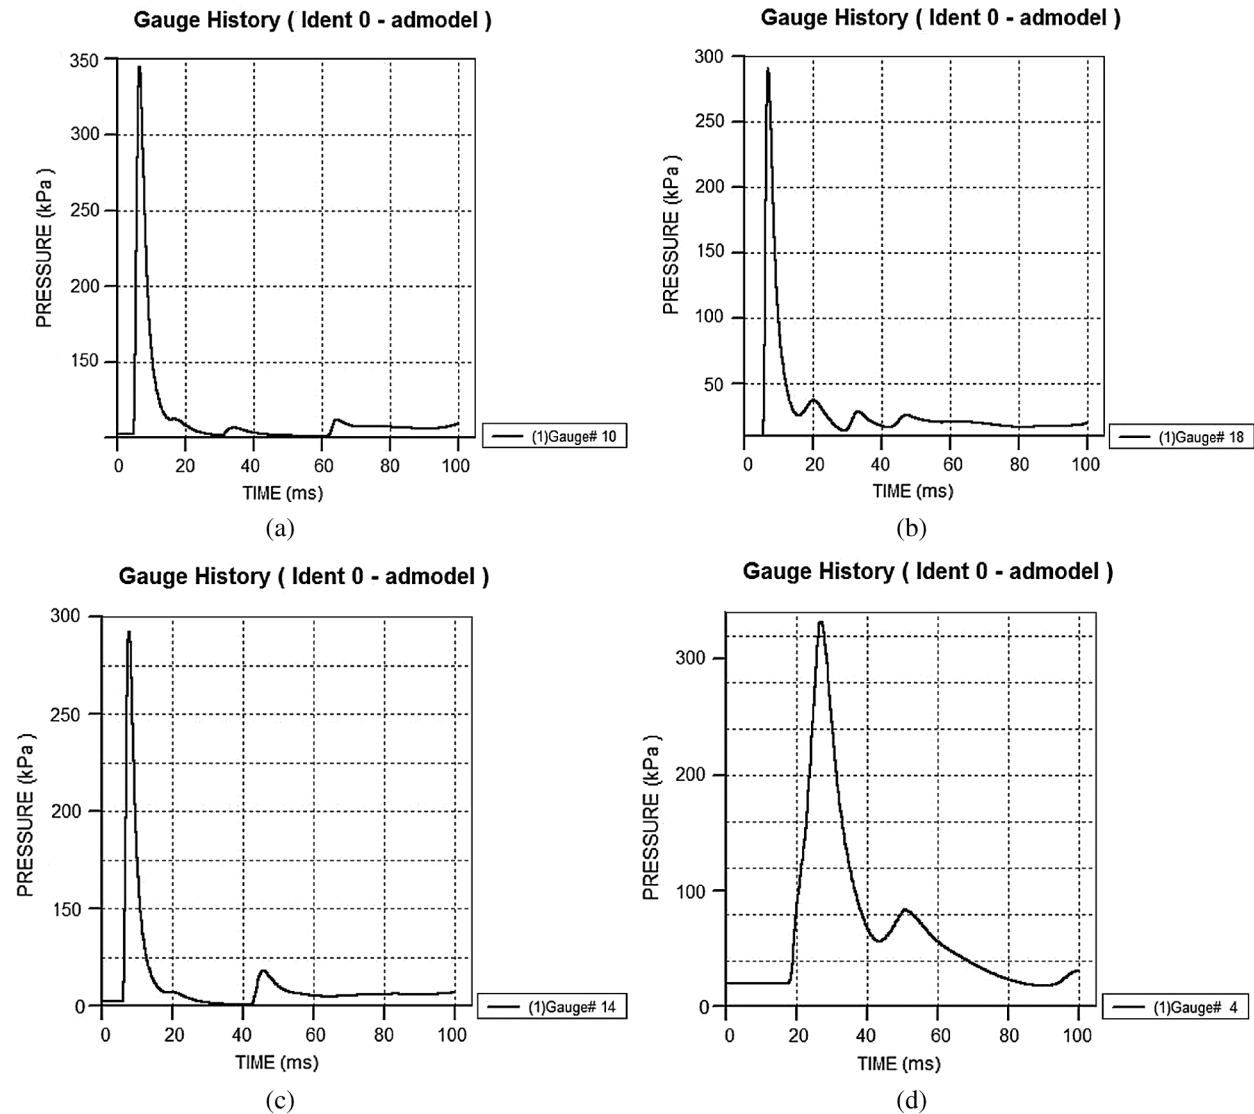 Gauge History ( Ident 0 - admodel )
350
300
250
200
150
PRESSURE (kPa )
0 20 40 60 80 100
TIME (ms)
(1)Gauge# 10
(a)
Gauge History ( Ident 0 - admodel )
300
250
200
150
100
50
PRESSURE (kPa )
0 20 40 60 80 100
TIME (ms)
(1)Gauge# 18
(b)
Gauge History ( Ident 0 - admodel )
300
250
200
150
0
PRESSURE (kPa )
0 20 40 60 80 100
TIME (ms)
(1)Gauge# 14
(c)
Gauge History ( Ident 0 - admodel )
300
200
100
0
PRESSURE (kPa )
0 20 40 60 80 100
TIME (ms)
(1)Gauge# 4
(d)